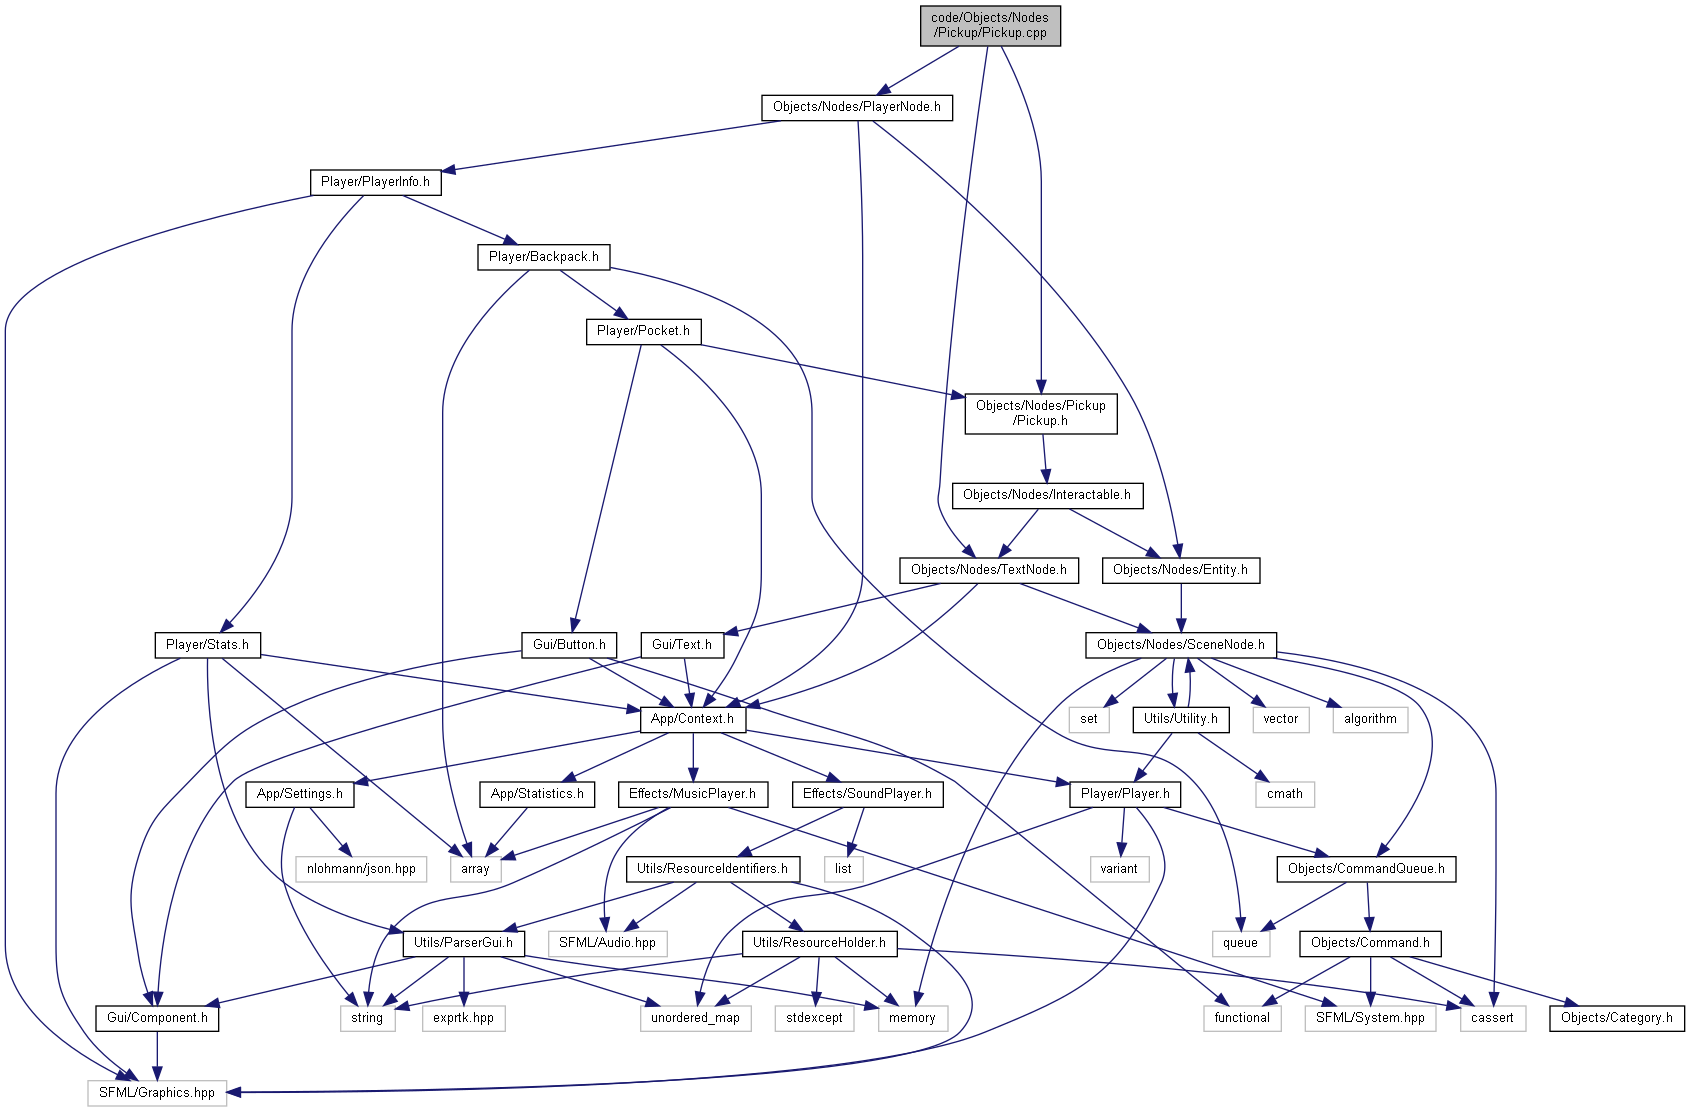 code/Objects/Nodes
/Pickup/Pickup.cpp
Objects/Nodes/PlayerNode.h
Player/PlayerInfo.h
Player/Backpack.h
Player/Pocket.h
Objects/Nodes/Pickup
/Pickup.h
Objects/Nodes/Interactable.h
Objects/Nodes/TextNode.h
Objects/Nodes/Entity.h
Player/Stats.h
Gui/Button.h
Gui/Text.h
Objects/Nodes/SceneNode.h
App/Context.h
set
Utils/Utility.h
vector
algorithm
App/Settings.h
App/Statistics.h
Effects/MusicPlayer.h
Effects/SoundPlayer.h
Player/Player.h
cmath
nlohmann/json.hpp
array
Utils/ResourceIdentifiers.h
list
variant
Objects/CommandQueue.h
Utils/ParserGui.h
SFML/Audio.hpp
Utils/ResourceHolder.h
queue
Objects/Command.h
Gui/Component.h
string
exprtk.hpp
unordered_map
stdexcept
memory
functional
SFML/System.hpp
cassert
Objects/Category.h
SFML/Graphics.hpp